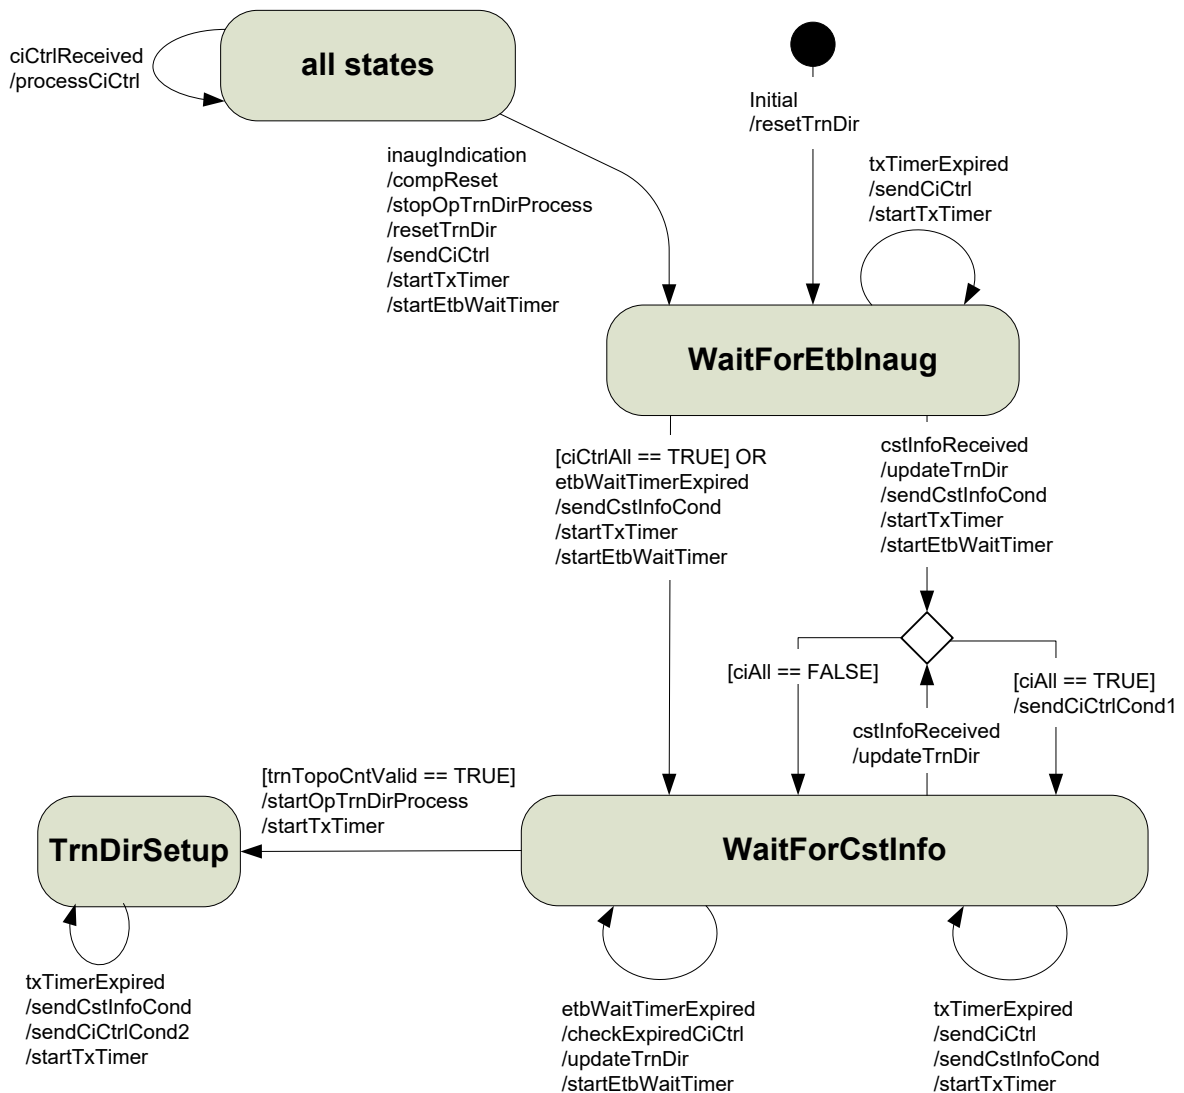 ciCtrlReceived
/processCiCtrl
all states
Initial
/resetTrnDir
inaugIndication
/compReset
/stopOpTrnDirProcess
/resetTrnDir
/sendCiCtrl
/startTxTimer
/startEtbWaitTimer
txTimerExpired
/sendCiCtrl
/startTxTimer
WaitForEtbInaug
[ciCtrlAll == TRUE] OR
etbWaitTimerExpired
/sendCstInfoCond
/startTxTimer
/startEtbWaitTimer
cstInfoReceived
/updateTrnDir
/sendCstInfoCond
/startTxTimer
/startEtbWaitTimer
[ciAll == FALSE]
[ciAll == TRUE]
/sendCiCtrlCond1
cstInfoReceived
/updateTrnDir
[trnTopoCntValid == TRUE]
/startOpTrnDirProcess
/startTxTimer
TrnDirSetup
WaitForCstInfo
txTimerExpired
/sendCstInfoCond
/sendCiCtrlCond2
/startTxTimer
etbWaitTimerExpired
/checkExpiredCiCtrl
/updateTrnDir
/startEtbWaitTimer
txTimerExpired
/sendCiCtrl
/sendCstInfoCond
/startTxTimer